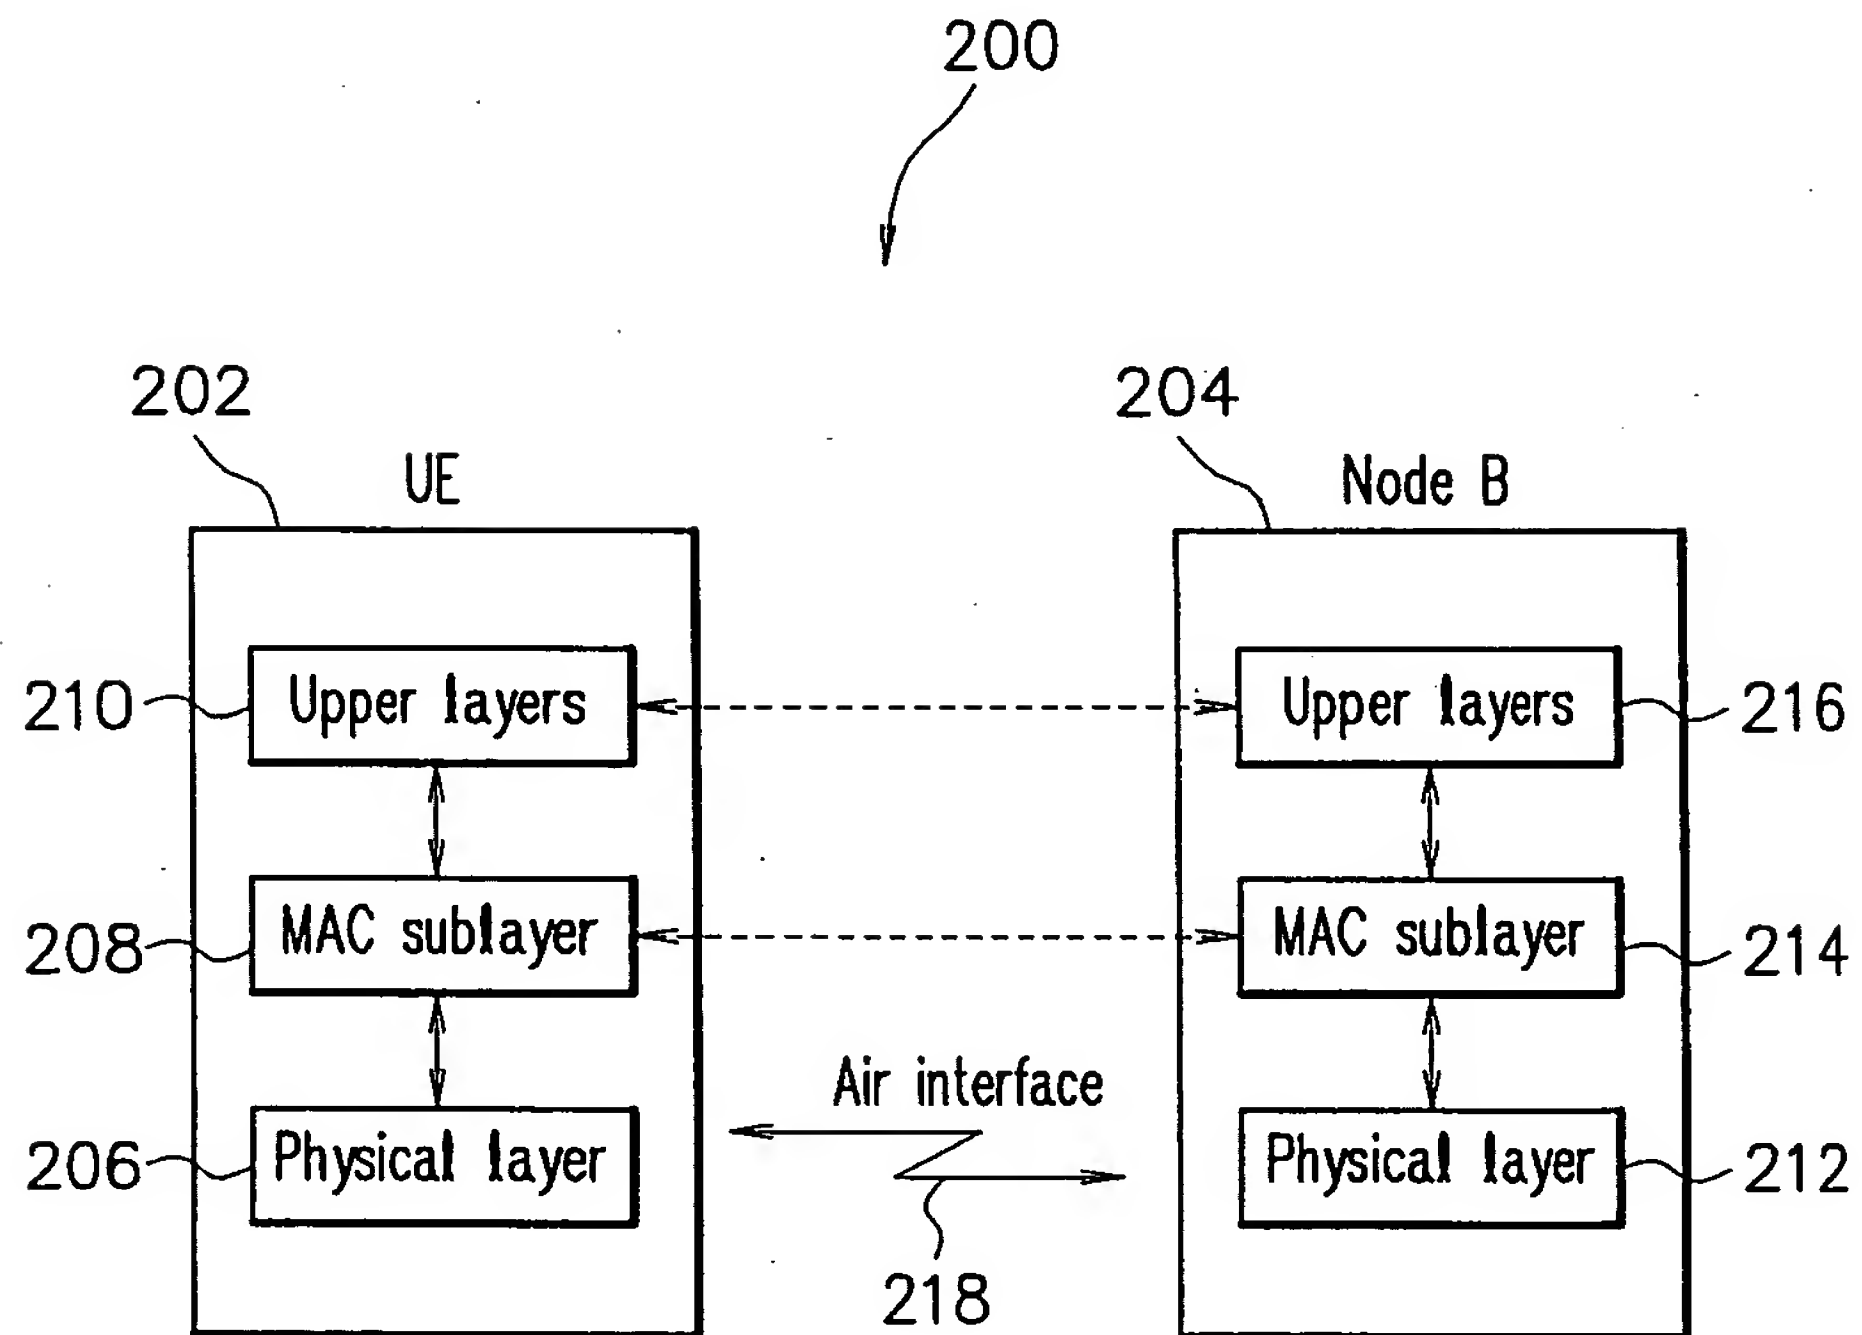 200
202
204
UE
Node B
210
Upper layers
Upper layers
216
208
MAC sublayer
MAC sublayer
214
Air interface
206
Physical layer
Physical layer
212
218